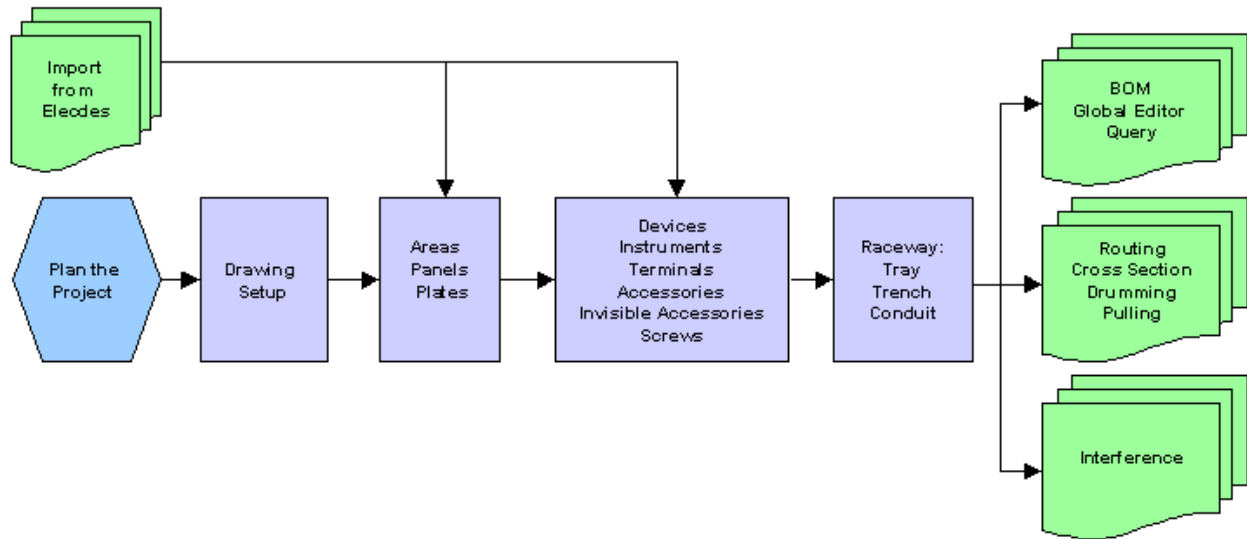 Import
from
Elecdes
BOM
Global Editor
Query
Plan the
Project
Drawing
Setup
Areas
Panels
Plates
Devices
Instruments
Terminals
Accessories
Invisible Accessories
Screws
Raceway:
Tray
Trench
Conduit
Routing
Cross Section
Drumming
Pulling
Interference